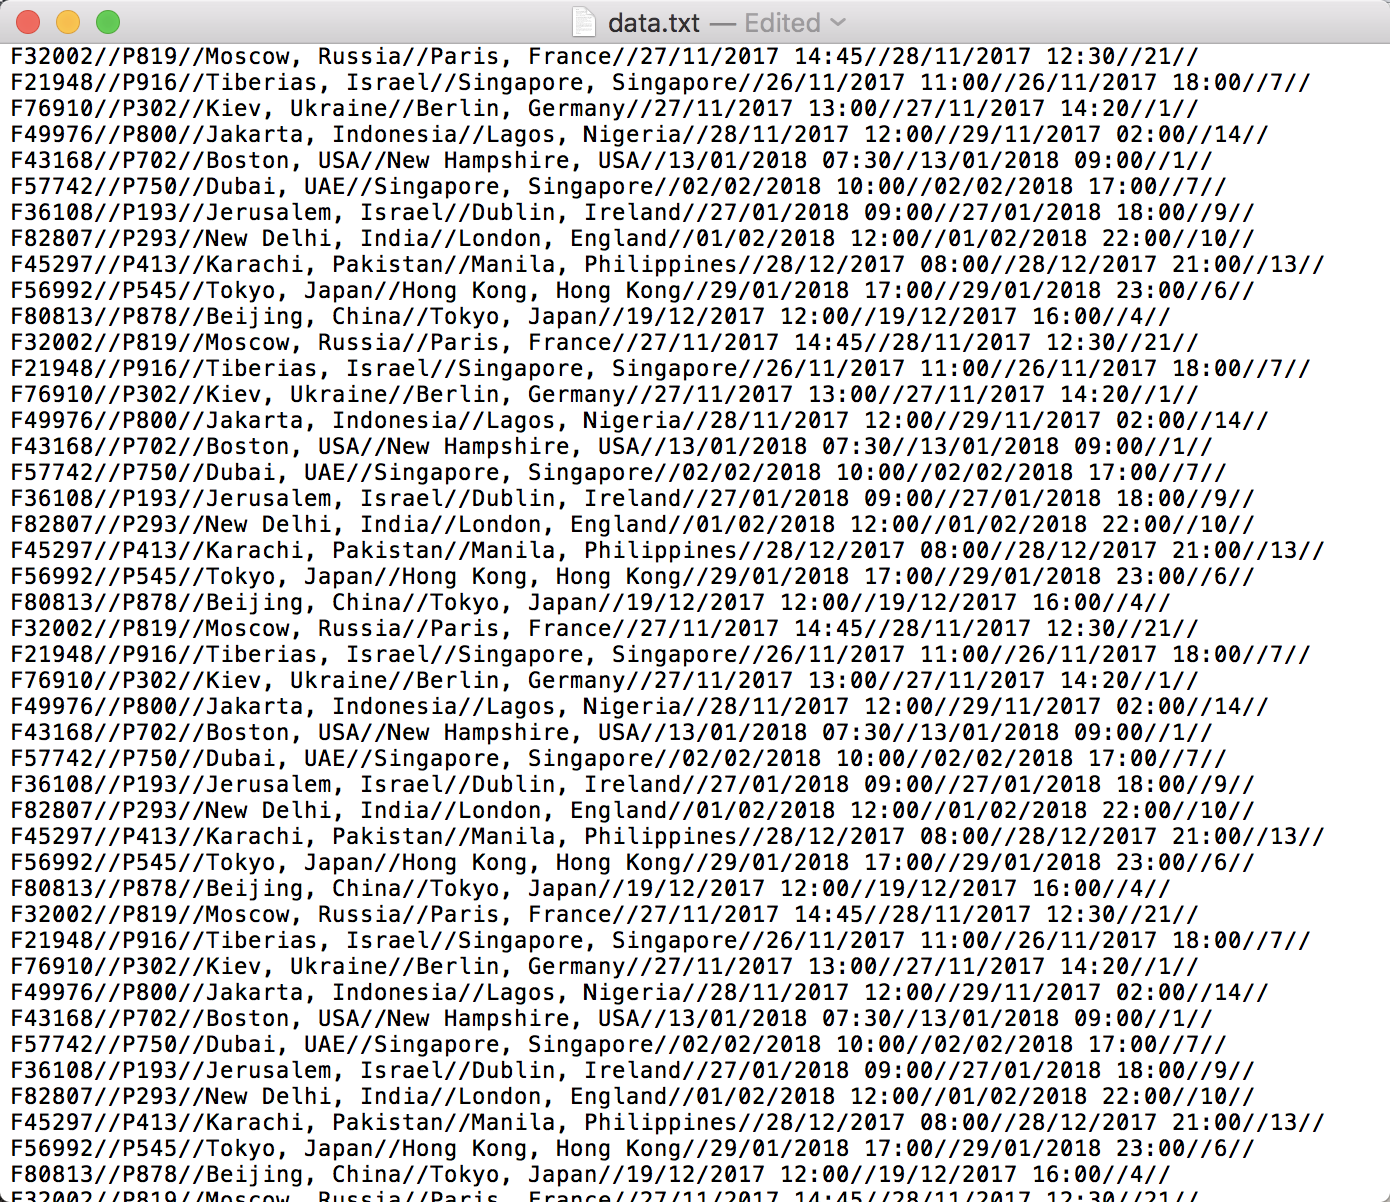 data.txt — Edited
F32002//P819//Moscow, Russia//Paris, France//27/11/2017 14:45//28/11/2017 12:30//21//
F21948//P916//Tiberias, Israel//Singapore, Singapore//26/11/2017 11:00//26/11/2017 18:00//7//
F76910//P302//Kiev, Ukraine//Berlin, Germany//27/11/2017 13:00//27/11/2017 14:20//1//
F49976//P800//Jakarta, Indonesia//Lagos, Nigeria//28/11/2017 12:00//29/11/2017 02:00//14//
F43168//P702//Boston, USA//New Hampshire, USA//13/01/2018 07:30//13/01/2018 09:00//1//
F57742//P750//Dubai, UAE//Singapore, Singapore//02/02/2018 10:00//02/02/2018 17:00//7//
F36108//P193//Jerusalem, Israel//Dublin, Ireland//27/01/2018 09:00//27/01/2018 18:00//9//
F82807//P293//New Delhi, India//London, England//01/02/2018 12:00//01/02/2018 22:00//10//
F45297//P413//Karachi, Pakistan//Manila, Philippines//28/12/2017 08:00//28/12/2017 21:00//13//
F56992//P545//Tokyo, Japan//Hong Kong, Hong Kong//29/01/2018 17:00//29/01/2018 23:00//6//
F80813//P878//Beijing, China//Tokyo, Japan//19/12/2017 12:00//19/12/2017 16:00//4//
F32002//P819//Moscow, Russia//Paris, France//27/11/2017 14:45//28/11/2017 12:30//21//
F21948//P916//Tiberias, Israel//Singapore, Singapore//26/11/2017 11:00//26/11/2017 18:00//7//
F76910//P302//Kiev, Ukraine//Berlin, Germany//27/11/2017 13:00//27/11/2017 14:20//1//
F49976//P800//Jakarta, Indonesia//Lagos, Nigeria//28/11/2017 12:00//29/11/2017 02:00//14//
F43168//P702//Boston, USA//New Hampshire, USA//13/01/2018 07:30//13/01/2018 09:00//1//
F57742//P750//Dubai, UAE//Singapore, Singapore//02/02/2018 10:00//02/02/2018 17:00//7//
F36108//P193//Jerusalem, Israel//Dublin, Ireland//27/01/2018 09:00//27/01/2018 18:00//9//
F82807//P293//New Delhi, India//London, England//01/02/2018 12:00//01/02/2018 22:00//10//
F45297//P413//Karachi, Pakistan//Manila, Philippines//28/12/2017 08:00//28/12/2017 21:00//13//
F56992//P545//Tokyo, Japan//Hong Kong, Hong Kong//29/01/2018 17:00//29/01/2018 23:00//6//
F80813//P878//Beijing, China//Tokyo, Japan//19/12/2017 12:00//19/12/2017 16:00//4//
F32002//P819//Moscow, Russia//Paris, France//27/11/2017 14:45//28/11/2017 12:30//21//
F21948//P916//Tiberias, Israel//Singapore, Singapore//26/11/2017 11:00//26/11/2017 18:00//7//
F76910//P302//Kiev, Ukraine//Berlin, Germany//27/11/2017 13:00//27/11/2017 14:20//1//
F49976//P800//Jakarta, Indonesia//Lagos, Nigeria//28/11/2017 12:00//29/11/2017 02:00//14//
F43168//P702//Boston, USA//New Hampshire, USA//13/01/2018 07:30//13/01/2018 09:00//1//
F57742//P750//Dubai, UAE//Singapore, Singapore//02/02/2018 10:00//02/02/2018 17:00//7//
F36108//P193//Jerusalem, Israel//Dublin, Ireland//27/01/2018 09:00//27/01/2018 18:00//9//
F82807//P293//New Delhi, India//London, England//01/02/2018 12:00//01/02/2018 22:00//10//
F45297//P413//Karachi, Pakistan//Manila, Philippines//28/12/2017 08:00//28/12/2017 21:00//13//
F56992//P545//Tokyo, Japan//Hong Kong, Hong Kong//29/01/2018 17:00//29/01/2018 23:00//6//
F80813//P878//Beijing, China//Tokyo, Japan//19/12/2017 12:00//19/12/2017 16:00//4//
F32002//P819//Moscow, Russia//Paris, France//27/11/2017 14:45//28/11/2017 12:30//21//
F21948//P916//Tiberias, Israel//Singapore, Singapore//26/11/2017 11:00//26/11/2017 18:00//7//
F76910//P302//Kiev, Ukraine//Berlin, Germany//27/11/2017 13:00//27/11/2017 14:20//1//
F49976//P800//Jakarta, Indonesia//Lagos, Nigeria//28/11/2017 12:00//29/11/2017 02:00//14//
F43168//P702//Boston, USA//New Hampshire, USA//13/01/2018 07:30//13/01/2018 09:00//1//
F57742//P750//Dubai, UAE//Singapore, Singapore//02/02/2018 10:00//02/02/2018 17:00//7//
F36108//P193//Jerusalem, Israel//Dublin, Ireland//27/01/2018 09:00//27/01/2018 18:00//9//
F82807//P293//New Delhi, India//London, England//01/02/2018 12:00//01/02/2018 22:00//10//
F45297//P413//Karachi, Pakistan//Manila, Philippines//28/12/2017 08:00//28/12/2017 21:00//13//
F56992//P545//Tokyo, Japan//Hong Kong, Hong Kong//29/01/2018 17:00//29/01/2018 23:00//6//
F80813//P878//Beijing, China//Tokyo, Japan//19/12/2017 12:00//19/12/2017 16:00//4//
F32002//P819//Moscow, Russia//Paris, France//27/11/2017 14:45//28/11/2017 12:30//21//